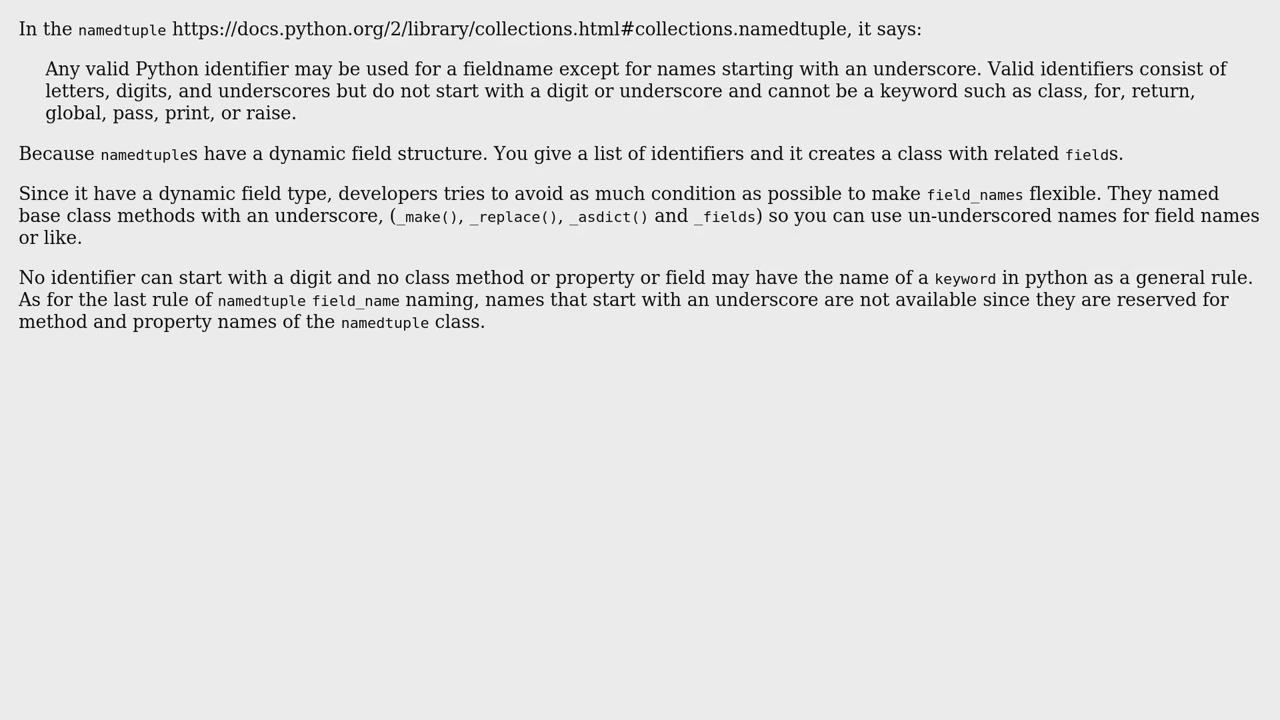 In the namedtuple https://docs.python.org/2/library/collections.html#collections.namedtuple, it says:
Any valid Python identifier may be used for a fieldname except for names starting with an underscore. Valid identifiers consist of
letters, digits, and underscores but do not start with a digit or underscore and cannot be a keyword such as class, for, return,
global, pass, print, or raise.
Because namedtuples have a dynamic field structure. You give a list of identifiers and it creates a class with related fields.
Since it have a dynamic field type, developers tries to avoid as much condition as possible to make field_names flexible. They named
base class methods with an underscore, (_make(), _replace(), _asdict() and _fields) so you can use un-underscored names for field names
or like.
No identifier can start with a digit and no class method or property or field may have the name of a keyword in python as a general rule.
As for the last rule of namedtuple field_name naming, names that start with an underscore are not available since they are reserved for
method and property names of the namedtuple class.